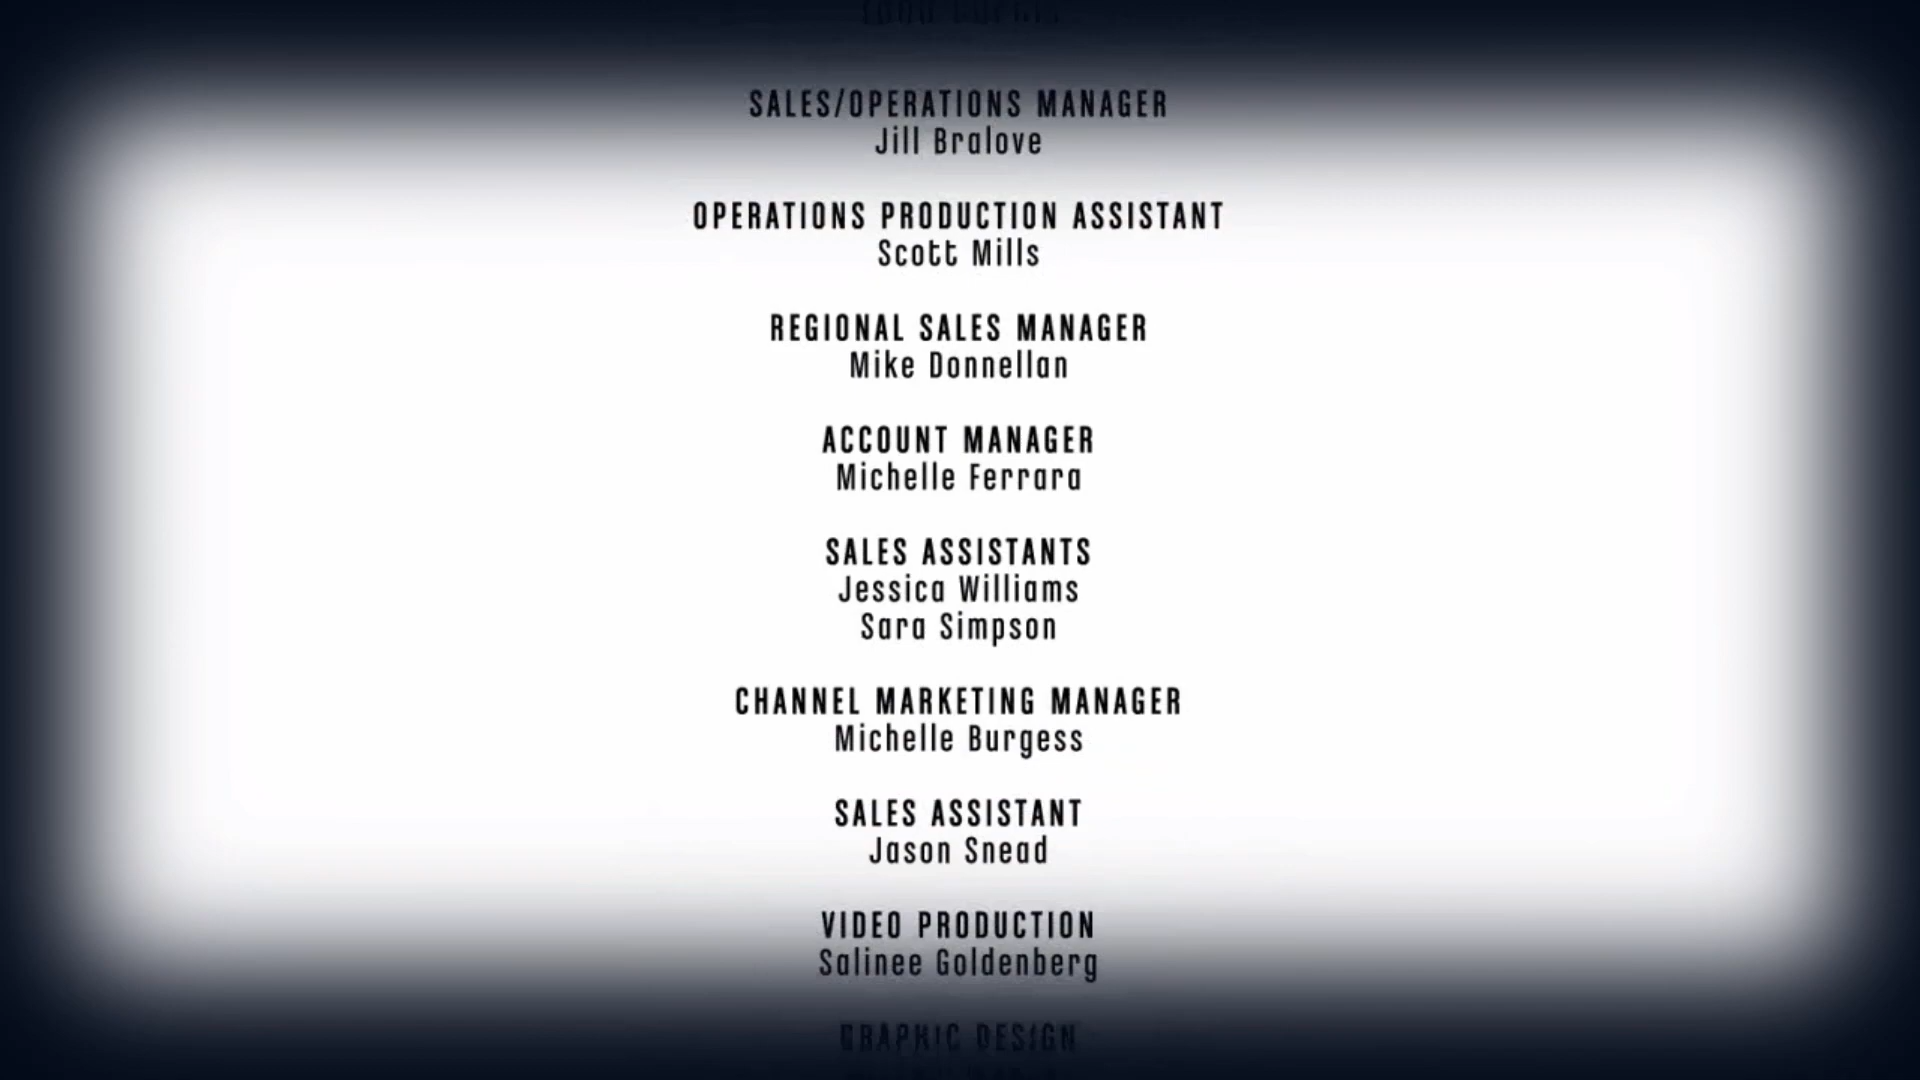 SALES/OPERATIONS MANAGER
Jill Bralove
OPERATIONS PRODUCTION ASSISTANT
Scott Mills
REGIONAL SALES MANAGER
Mike Donnellan
ACCOUNT MANAGER
Michelle Ferrara
SALES ASSISTANTS
Jessica Williams
Sara Simpson
CHANNEL MARKETING MANAGER
Michelle Burgess
SALES ASSISTANT
Jason Snead
VIDEO PRODUCTION
Salinee Goldenberg
GRAPHIC DESIGN